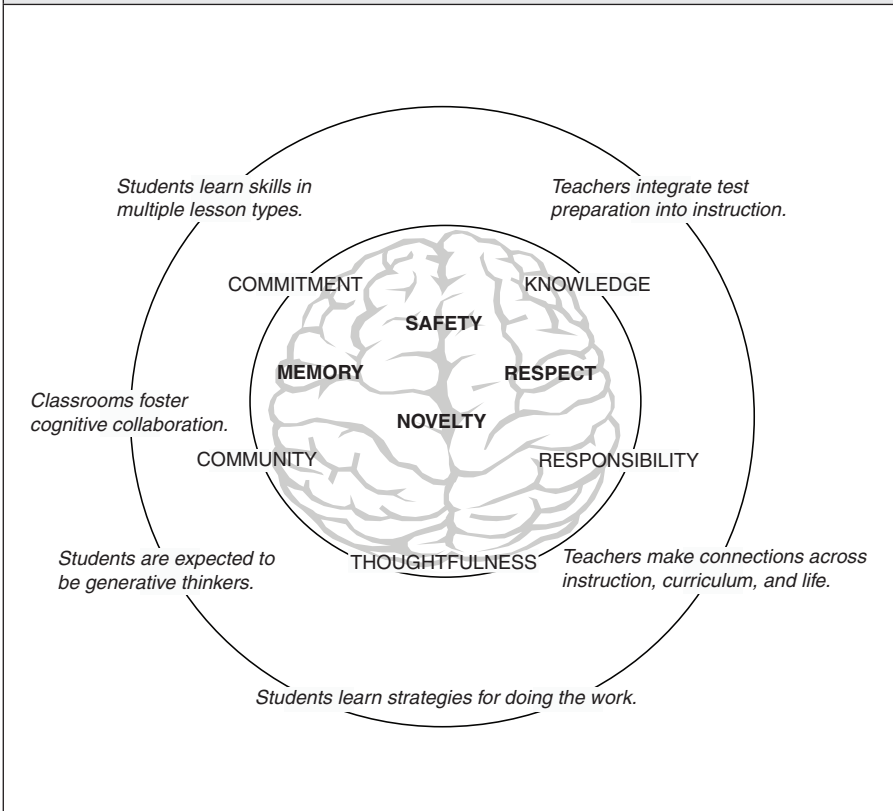 Students learn skills in
multiple lesson types.
Teachers integrate test
preparation into instruction.
COMMITMENT
KNOWLEDGE
SAFETY
MEMORY
RESPECT
NOVELTY
Classrooms foster
cognitive collaboration.
COMMUNITY
RESPONSIBILITY
Students are expected to
be generative thinkers.
THOUGHTFULNESS
Teachers make connections across
instruction, curriculum, and life.
Students learn strategies for doing the work.